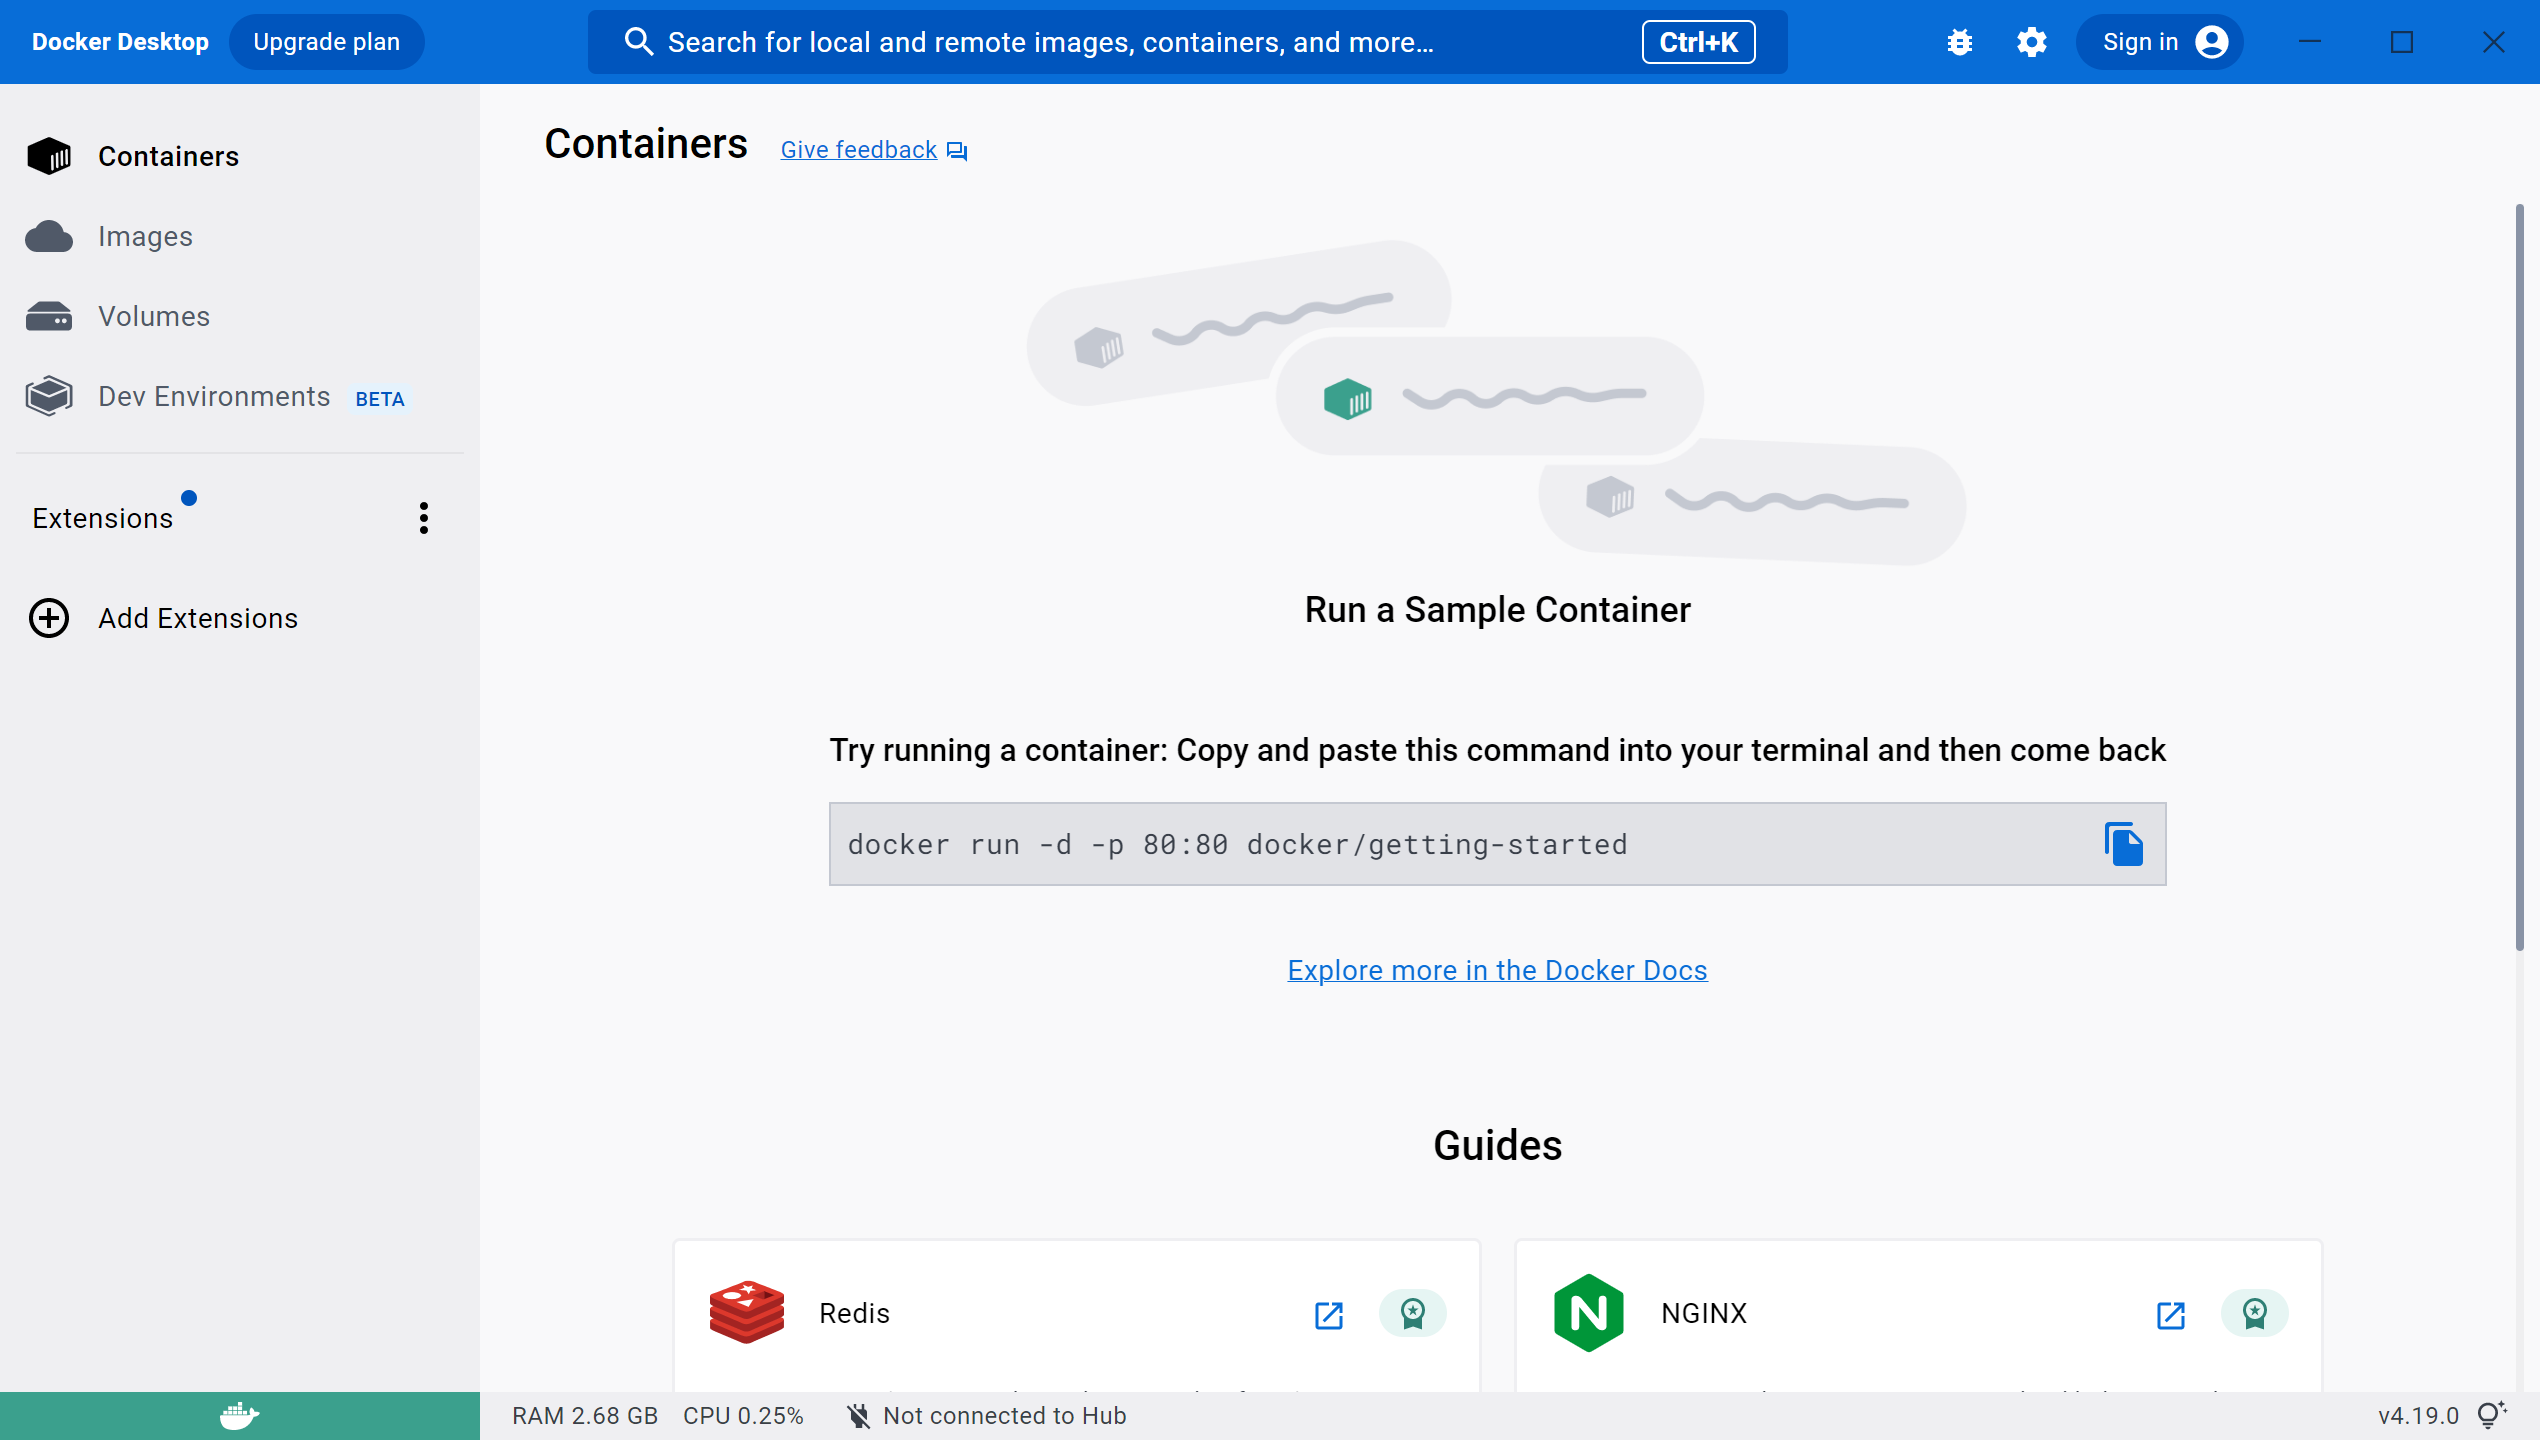 Docker Desktop
Upgrade plan
Search for local and remote images, containers, and more...
Ctrl+K
Sign in
Containers
Images
Volumes
Dev Environments BETA
Extensions
Add Extensions
Containers
Give feedback
Run a Sample Container
Try running a container: Copy and paste this command into your terminal and then come back
docker run -d -p 80:80 docker/getting-started
Explore more in the Docker Docs
Guides
Redis
NGINX
RAM 2.68 GB CPU 0.25% Not connected to Hub
v4.19.0